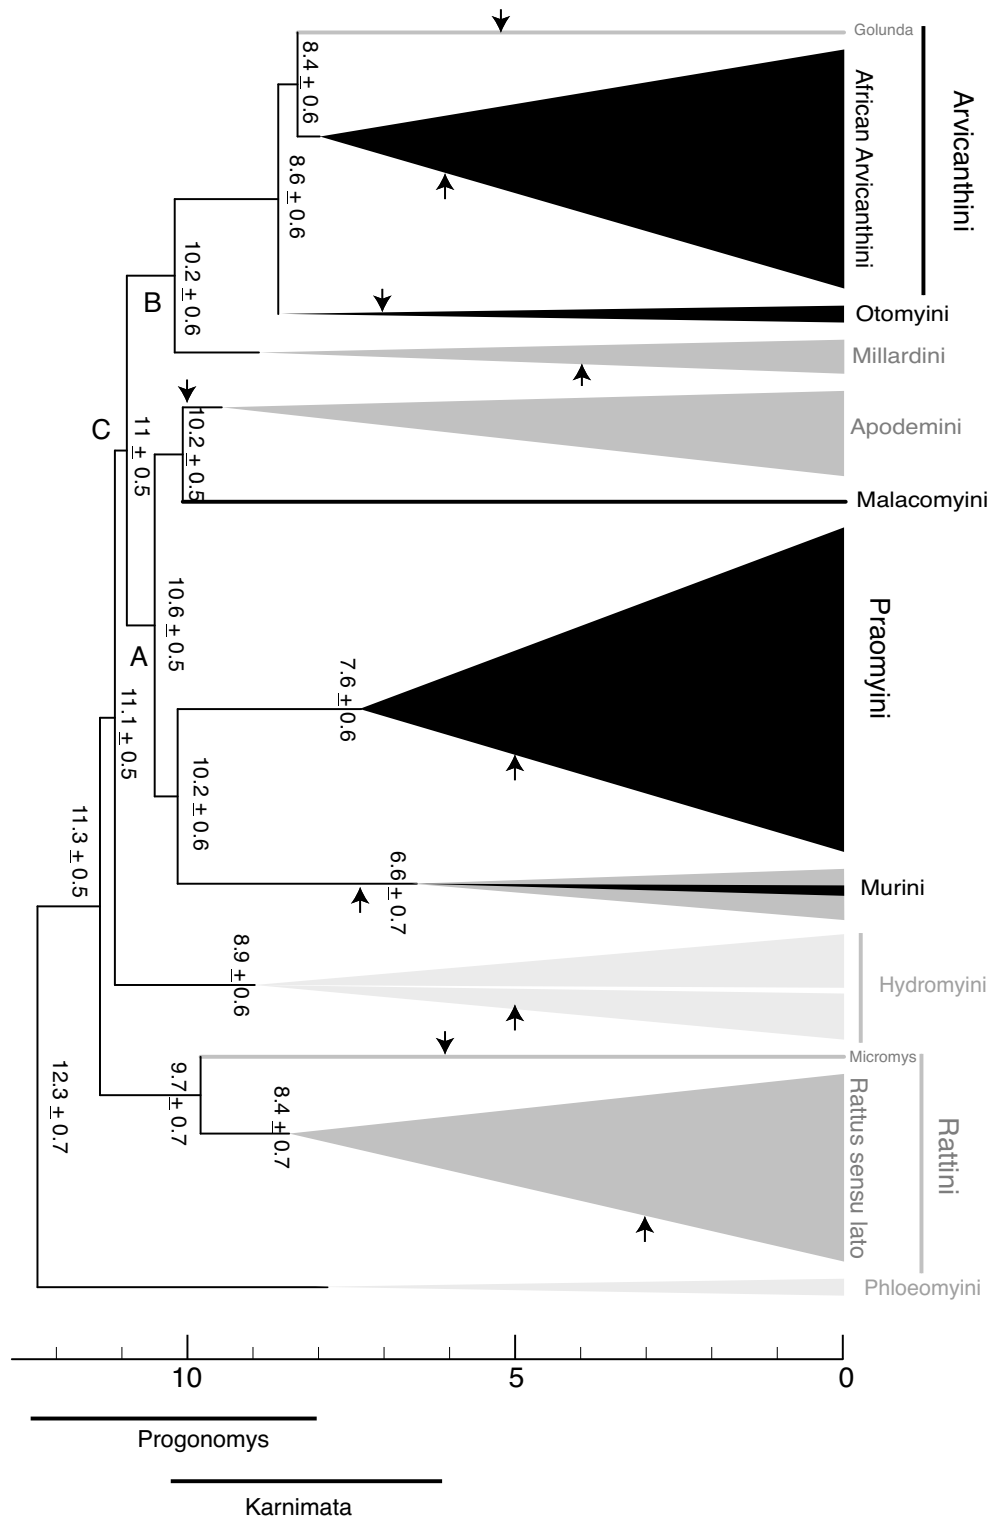 Golunda
8.4 ± 0.6
African Arvicanthini
Arvicanthini
8.6 ± 0.6
10.2 ± 0.6
B
Otomyini
Millardini
10.2 ± 0.5
Apodemini
C
11 ± 0.5
Malacomyini
10.6 ± 0.5
A
Praomyini
7.6 ± 0.6
11.1 ± 0.5
10.2 ± 0.6
11.3 ± 0.5
6.6 ± 0.7
Murini
8.9 ± 0.6
Hydromyini
Micromys
9.7 ± 0.7
12.3 ± 0.7
8.4 ± 0.7
Rattus sensu lato
Rattini
Phloeomyini
10 5 0
Progonomys
Karnimata